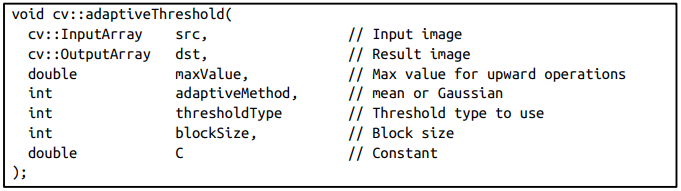 void cv::adaptiveThreshold(
  cv::InputArray    src,                 // Input image
  cv::OutputArray   dst,                 // Result image
  double            maxValue,            // Max value for upward operations
  int               adaptiveMethod,      // mean or Gaussian
  int               thresholdType        // Threshold type to use
  int               blockSize,           // Block size
  double            C                    // Constant
);